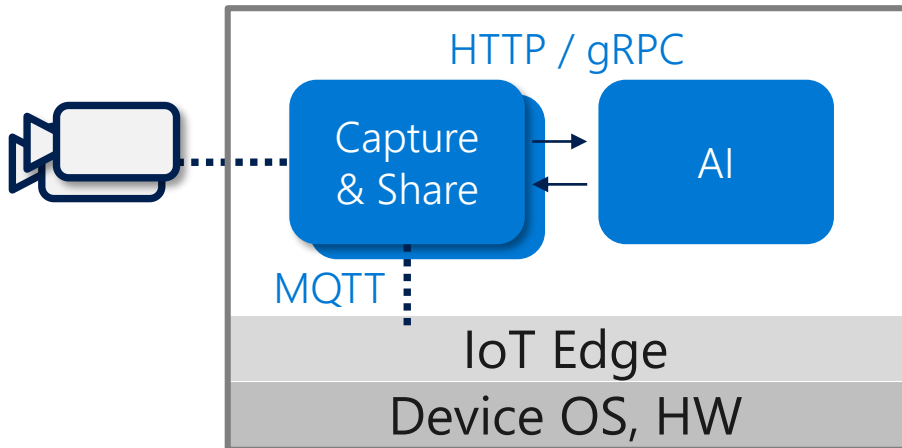 HTTP / gRPC
Capture
& Share
AI
MQTT
IoT Edge
Device OS, HW